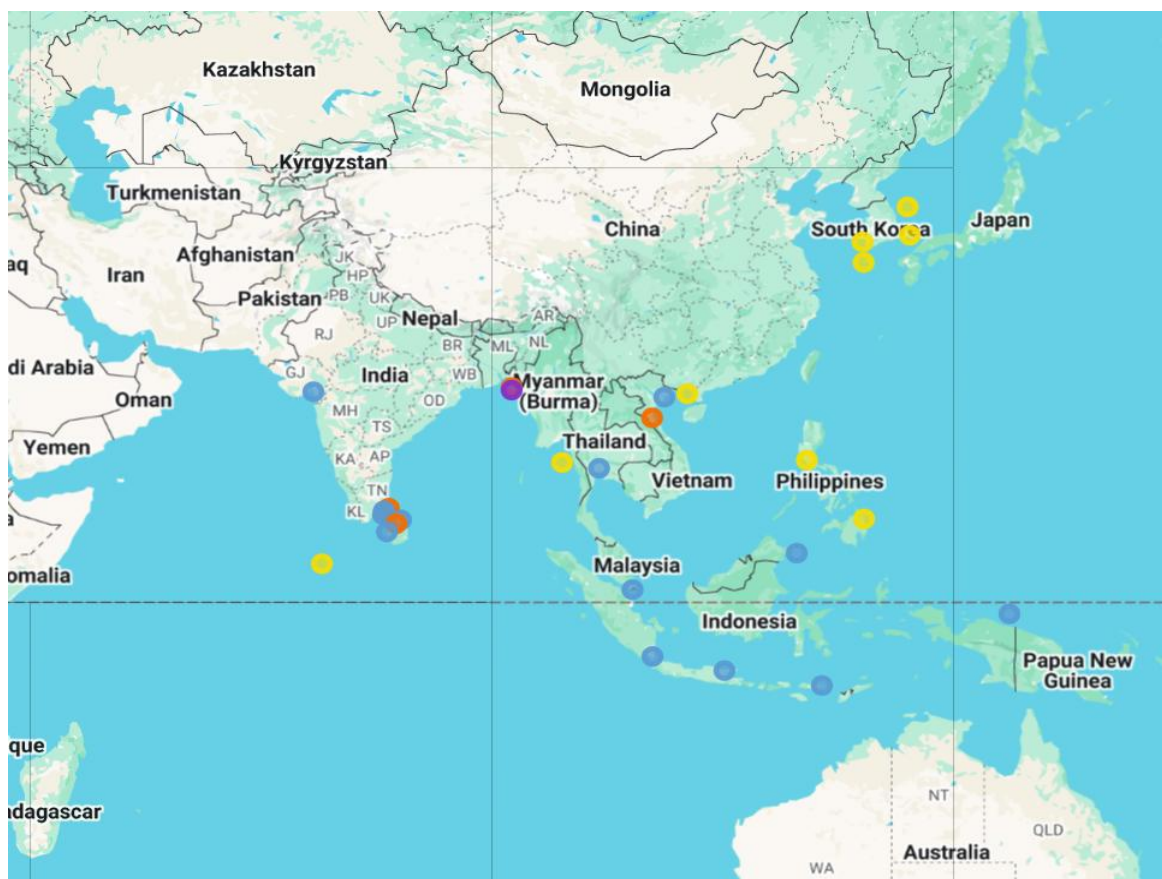 Kazakhstan
Mongolia
Kyrgyzstan
Turkmenistan
China
South Korea
Japan
Afghanistan
JK
HP
aq
Iran
Pakistan
PB
UK
Nepal
AR
UP
RJ
BR
ML
NL
di Arabia
GJ
India
WB
Myanmar
(Burma)
Oman
MH
OD
TS
Yemen
KA
AP
Thailand
TN
Vietnam
Philippines
KL
a
omalia
Malaysia
Indonesia
Papua New
Guinea
que
adagascar
NT
QLD
Australia
WA